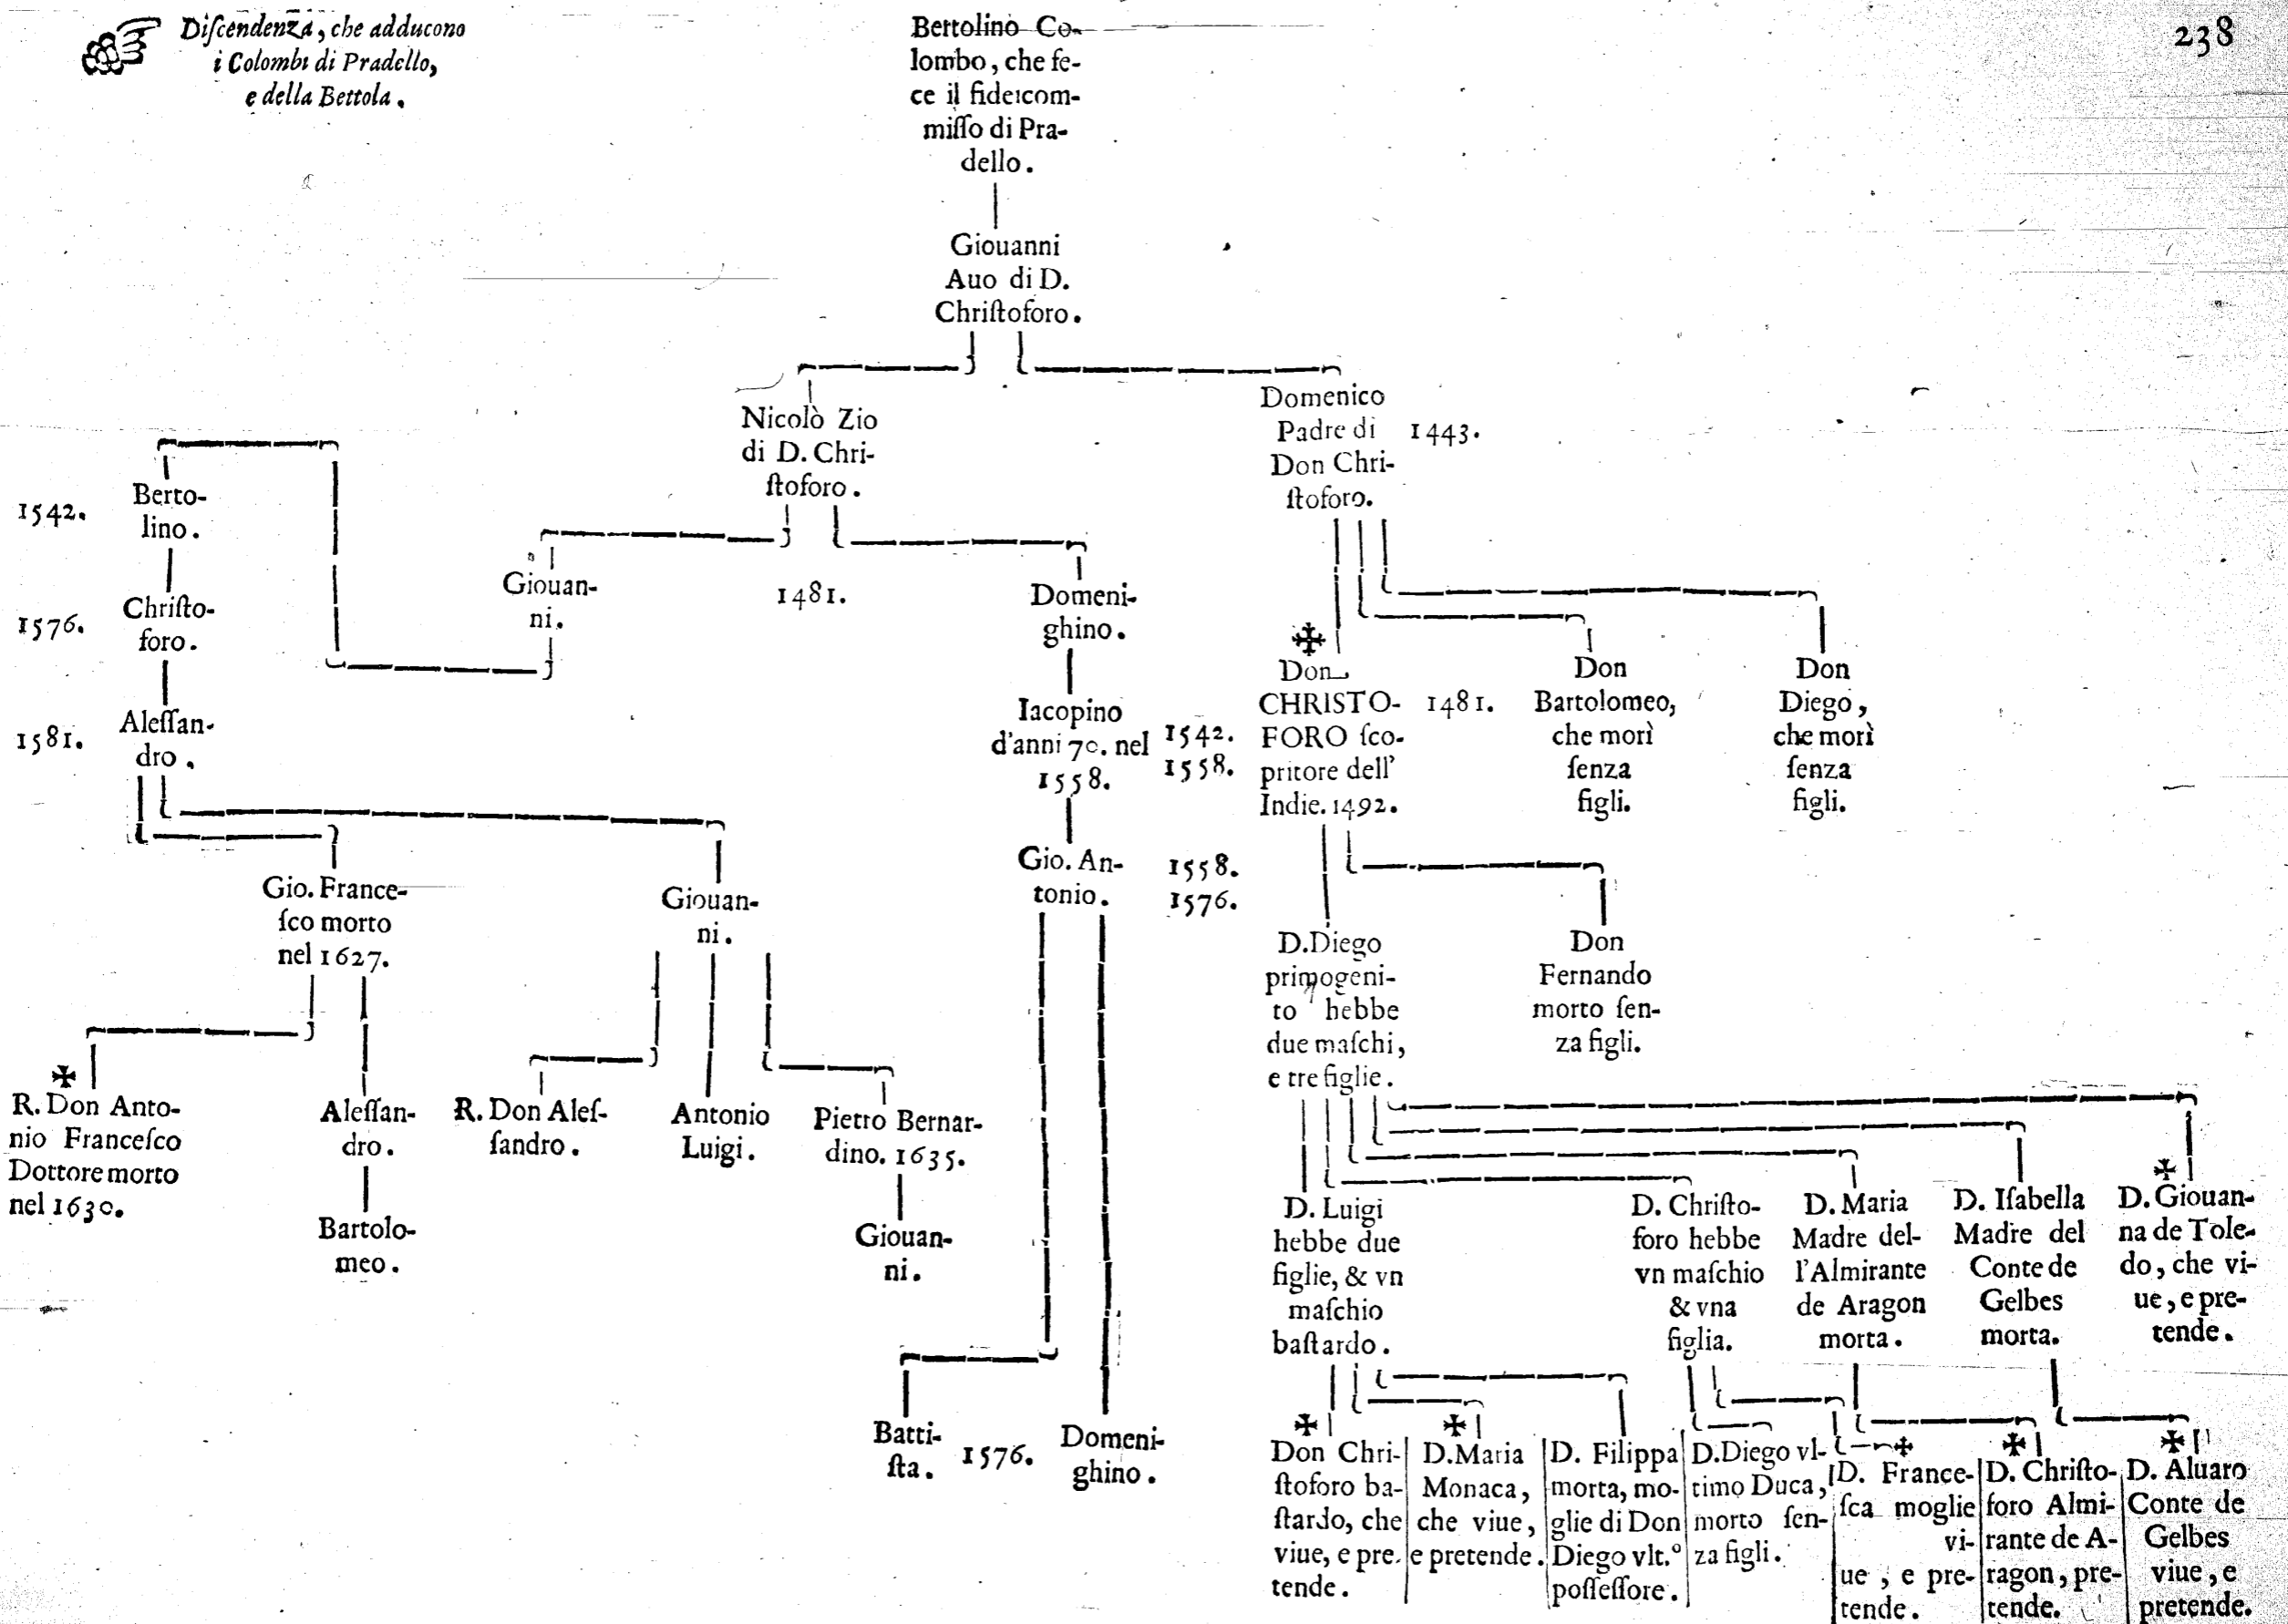 Diſcendenza, che adducono
i Colombi di Pradello,
e della Bettola.
238
Bertolino Co-
lombo, che fe-
ce il fideicom-
miſſo di Pra-
dello.
Giouanni
Auo di D.
Chriſtoforo.
Nicolò Zio
di D. Chri-
ſtoforo.
Domenico
Padre di
Don Chri-
ſtoforo.
1443.
1542.
Berto-
lino.
1576.
Chriſto-
foro.
1581.
Aleſſan-
dro.
Giouan-
ni.
1481.
Domeni-
ghino.
Iacopino
d'anni 70. nel
1558.
1542.
1558.
Don
CHRISTO-
FORO ſco-
pritore dell'
Indie. 1492.
1481.
Don
Bartolomeo,
che morì
ſenza
figli.
Don
Diego,
che morì
ſenza
figli.
Gio. France-
ſco morto
nel 1627.
Giouan-
ni.
Gio. An-
tonio.
1558.
1576.
D. Diego
primogeni-
to hebbe
due maſchi,
e tre figlie.
Don
Fernando
morto ſen-
za figli.
R. Don Anto-
nio Franceſco
Dottore morto
nel 1630.
Aleſſan-
dro.
Bartolo-
meo.
R. Don Aleſ-
ſandro.
Antonio
Luigi.
Pietro Bernar-
dino. 1635.
Giouan-
ni.
D. Luigi
hebbe due
figlie, & vn
maſchio
baſtardo.
D. Chriſto-
foro hebbe
vn maſchio
& vna
figlia.
D. Maria
Madre del-
l'Almirante
de Aragon
morta.
D. Iſabella
Madre del
Conte de
Gelbes
morta.
D. Giouan-
na de Tole-
do, che vi-
ue, e pre-
tende.
Batti-
ſta.
1576.
Domeni-
ghino.
Don Chri-
ſtoforo ba-
ſtardo, che
viue, e pre-
tende.
D. Maria
Monaca,
che viue,
e pretende.
D. Filippa
morta, mo-
glie di Don
Diego vlt.º
poſſeſſore.
D. Diego vl-
timo Duca,
morto ſen-
za figli.
D. France-
ſca moglie
vi-
ue, e pre-
tende.
D. Chriſto-
foro Almi-
rante de A-
ragon, pre-
tende.
D. Aluaro
Conte de
Gelbes
viue, e
pretende.